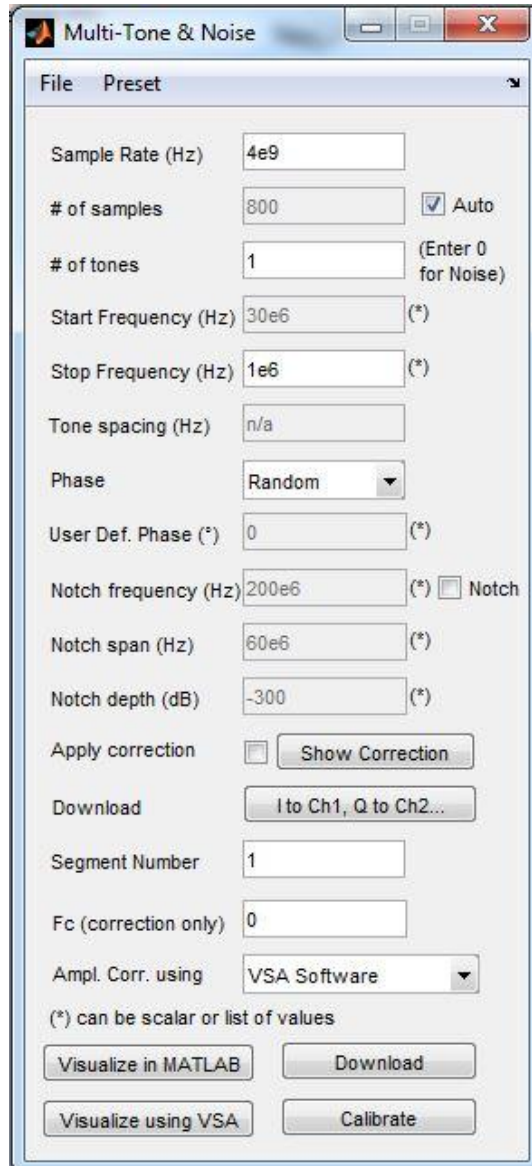 Multi-Tone & Noise
X
File Preset
Sample Rate (Hz) 4e9
# of samples 800 Auto
# of tones 1 (Enter 0
for Noise)
Start Frequency (Hz) 30e6 (*)
Stop Frequency (Hz) 1e6 (*)
Tone spacing (Hz) n/a
Phase Random
User Def. Phase (°) 0 (*)
Notch frequency (Hz) 200e6 (*) Notch
Notch span (Hz) 60e6 (*)
Notch depth (dB) -300 (*)
Apply correction Show Correction
Download I to Ch1, Q to Ch2...
Segment Number 1
Fc (correction only) 0
Ampl. Corr. using VSA Software
(*) can be scalar or list of values
Visualize in MATLAB Download
Visualize using VSA Calibrate